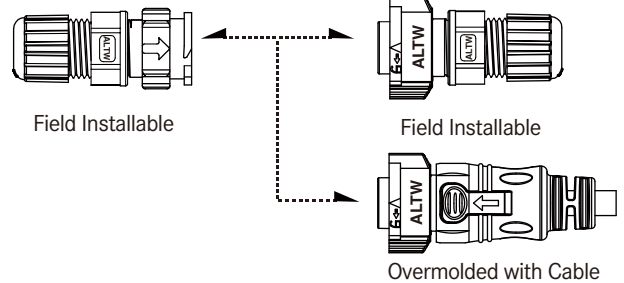 ALTW
Field Installable
ALTW
ALTW
Field Installable
ALTW
Overmolded with Cable